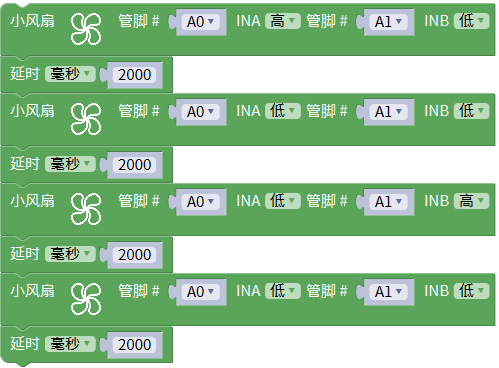 小风扇 管脚 # A0 INA 高 管脚 # A1 INB 低
延时 毫秒 2000
小风扇 管脚 # A0 INA 低 管脚 # A1 INB 低
延时 毫秒 2000
小风扇 管脚 # A0 INA 低 管脚 # A1 INB 高
延时 毫秒 2000
小风扇 管脚 # A0 INA 低 管脚 # A1 INB 低
延时 毫秒 2000